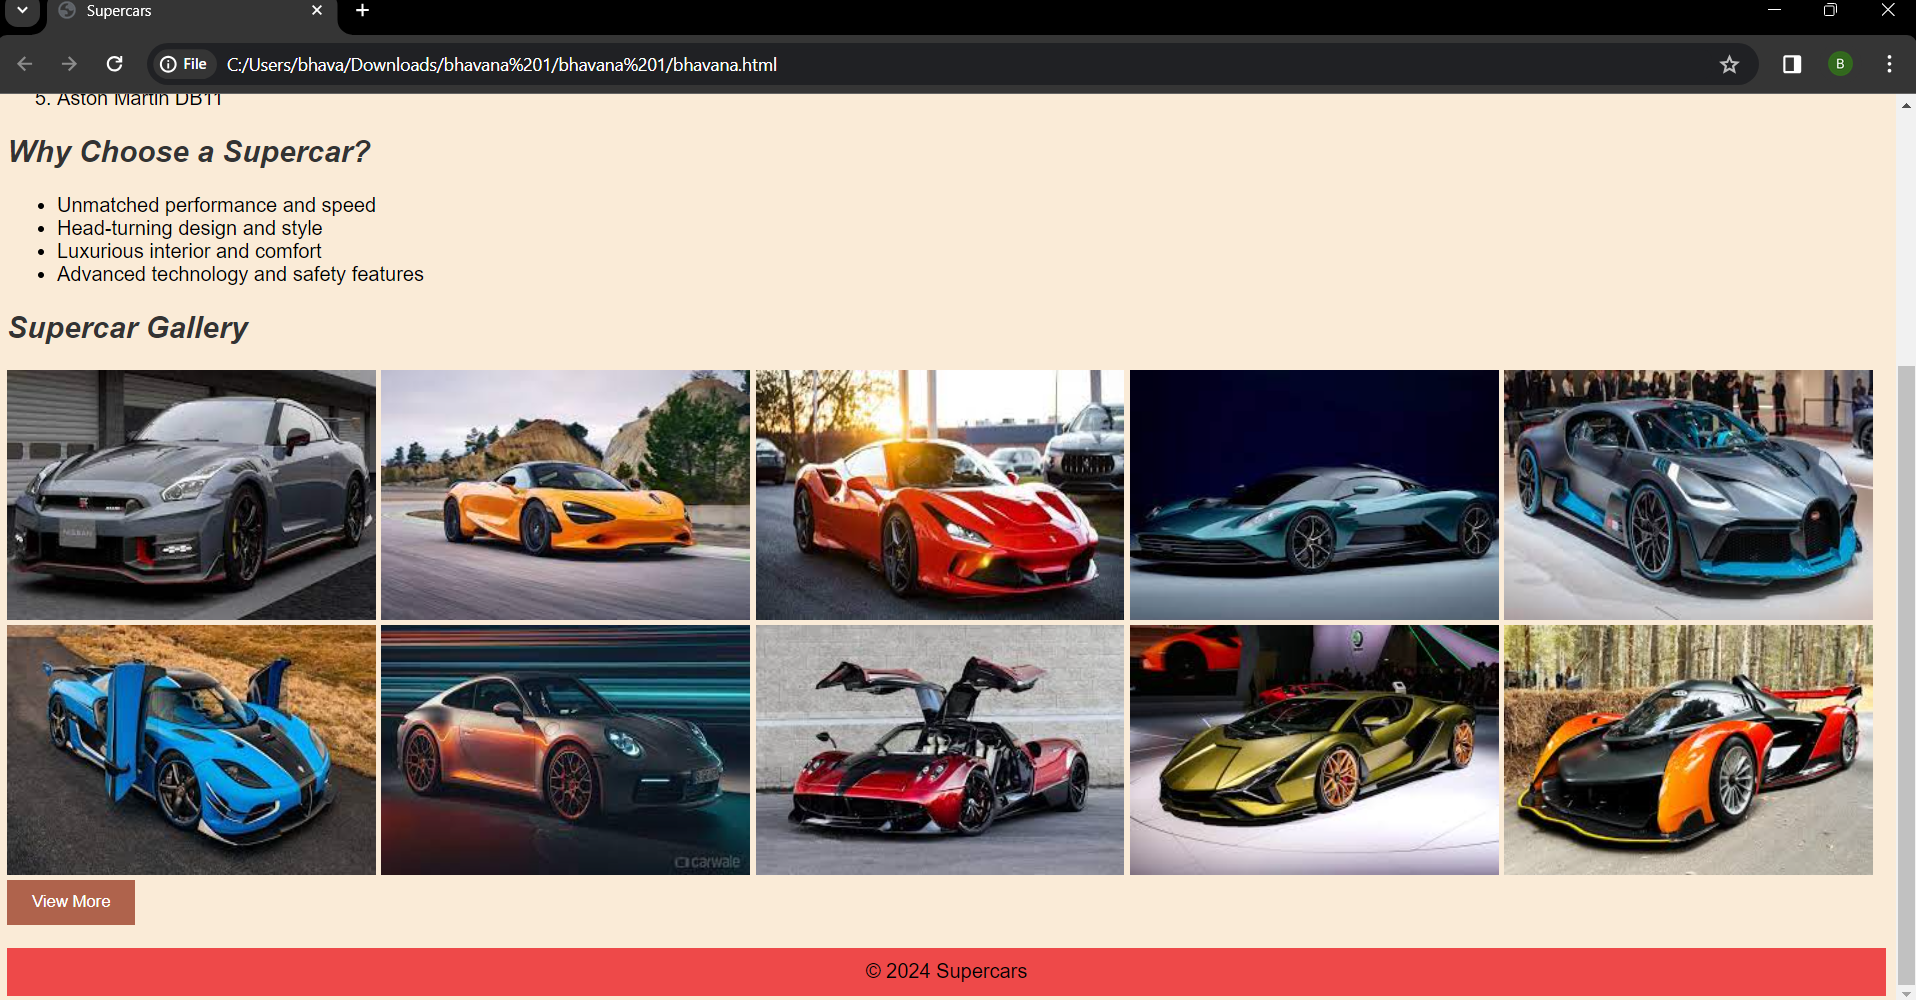 Supercars
File
C:/Users/bhava/Downloads/bhavana%201/bhavana%201/bhavana.html
B
5. Aston Martin DB11
Why Choose a Supercar?
• Unmatched performance and speed
• Head-turning design and style
• Luxurious interior and comfort
• Advanced technology and safety features
Supercar Gallery
NISSAN
carwale
View More
© 2024 Supercars